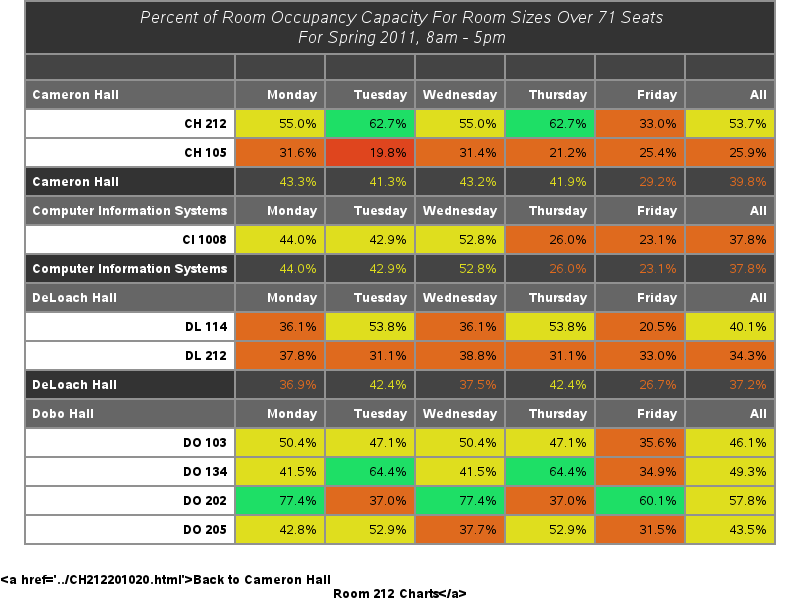 Percent of Room Occupancy Capacity For Room Sizes Over 71 Seats
For Spring 2011, 8am - 5pm
Cameron Hall Monday Tuesday Wednesday Thursday Friday All
CH 212 55.0% 62.7% 55.0% 62.7% 33.0% 53.7%
CH 105 31.6% 19.8% 31.4% 21.2% 25.4% 25.9%
Cameron Hall 43.3% 41.3% 43.2% 41.9% 29.2% 39.8%
Computer Information Systems Monday Tuesday Wednesday Thursday Friday All
CI 1008 44.0% 42.9% 52.8% 26.0% 23.1% 37.8%
Computer Information Systems 44.0% 42.9% 52.8% 26.0% 23.1% 37.8%
DeLoach Hall Monday Tuesday Wednesday Thursday Friday All
DL 114 36.1% 53.8% 36.1% 53.8% 20.5% 40.1%
DL 212 37.8% 31.1% 38.8% 31.1% 33.0% 34.3%
DeLoach Hall 36.9% 42.4% 37.5% 42.4% 26.7% 37.2%
Dobo Hall Monday Tuesday Wednesday Thursday Friday All
DO 103 50.4% 47.1% 50.4% 47.1% 35.6% 46.1%
DO 134 41.5% 64.4% 41.5% 64.4% 34.9% 49.3%
DO 202 77.4% 37.0% 77.4% 37.0% 60.1% 57.8%
DO 205 42.8% 52.9% 37.7% 52.9% 31.5% 43.5%
<a href='../CH212201020.html'>Back to Cameron Hall
Room 212 Charts</a>